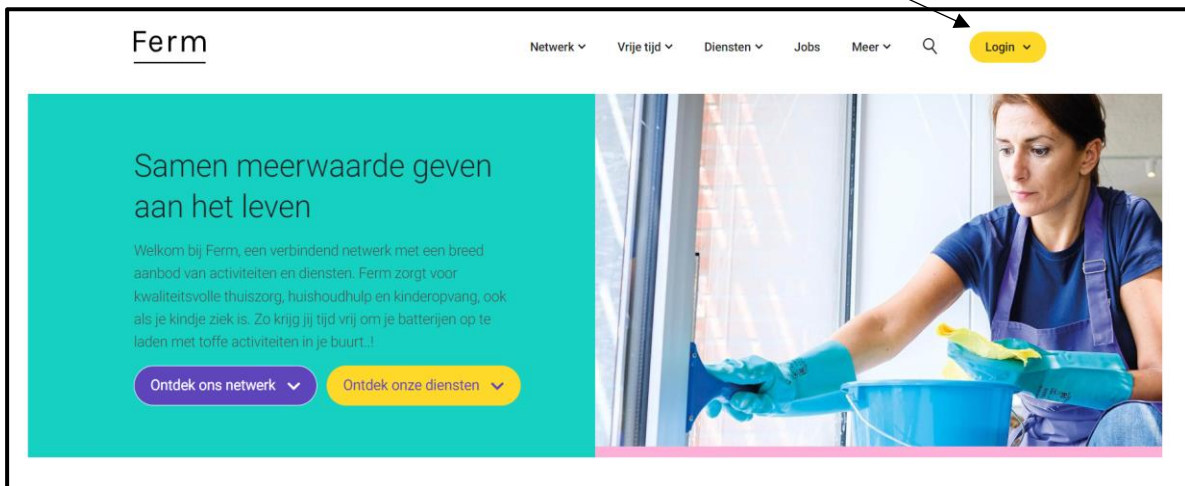 Ferm
Netwerk
Vrije tijd
Diensten
Jobs
Meer
Login
Samen meerwaarde geven
aan het leven
Welkom bij Ferm, een verbindend netwerk met een breed
aanbod van activiteiten en diensten. Ferm zorgt voor
kwaliteitsvolle thuiszorg, huishoudhulp en kinderopvang, ook
als je kindje ziek is. Zo krijg jij tijd vrij om je batterijen op te
laden met toffe activiteiten in je buurt..!
Ontdek ons netwerk
Ontdek onze diensten